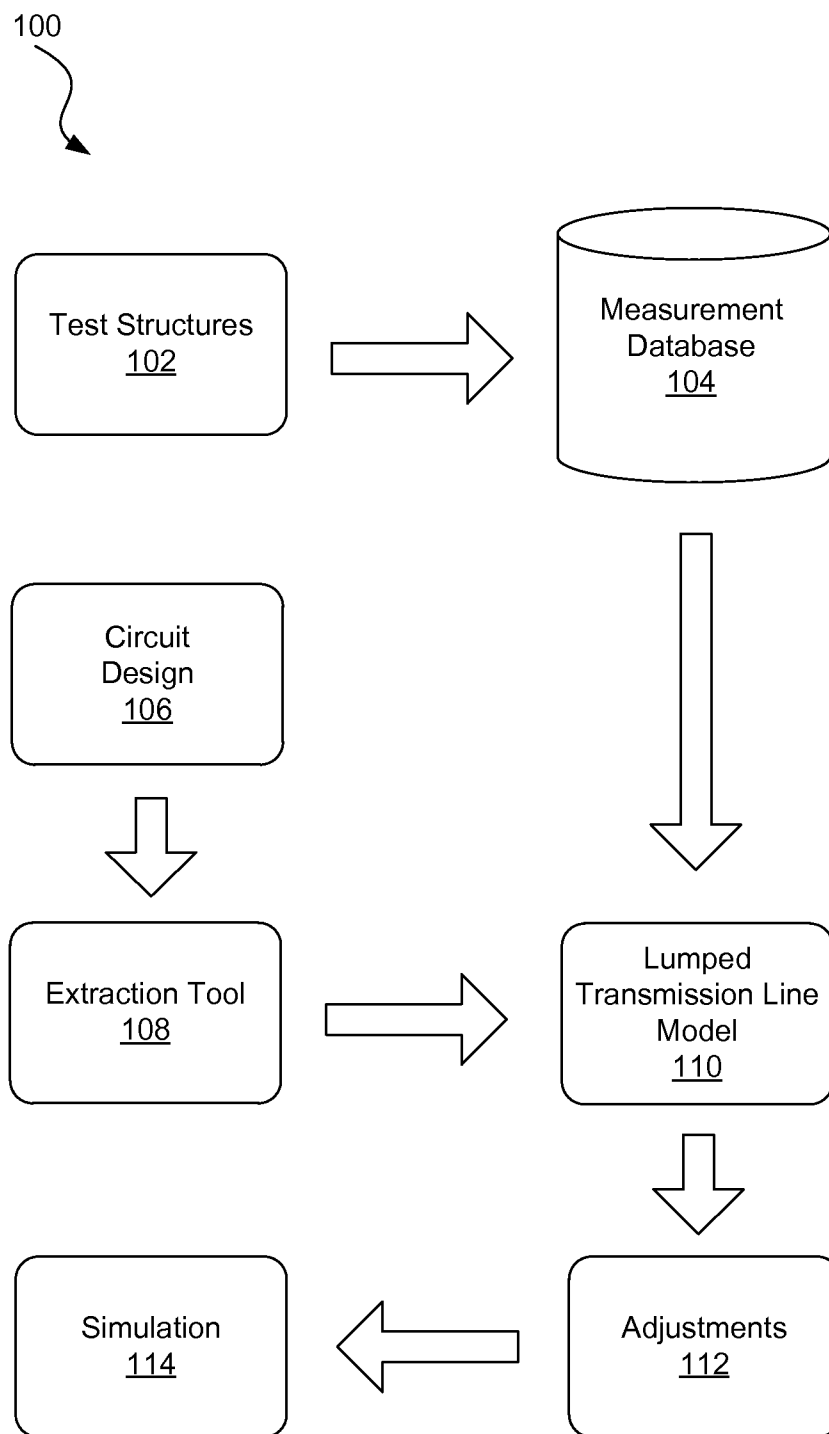 100
Test Structures
102
Measurement
Database
104
Circuit
Design
106
Extraction Tool
108
Lumped
Transmission Line
Model
110
Simulation
114
Adjustments
112